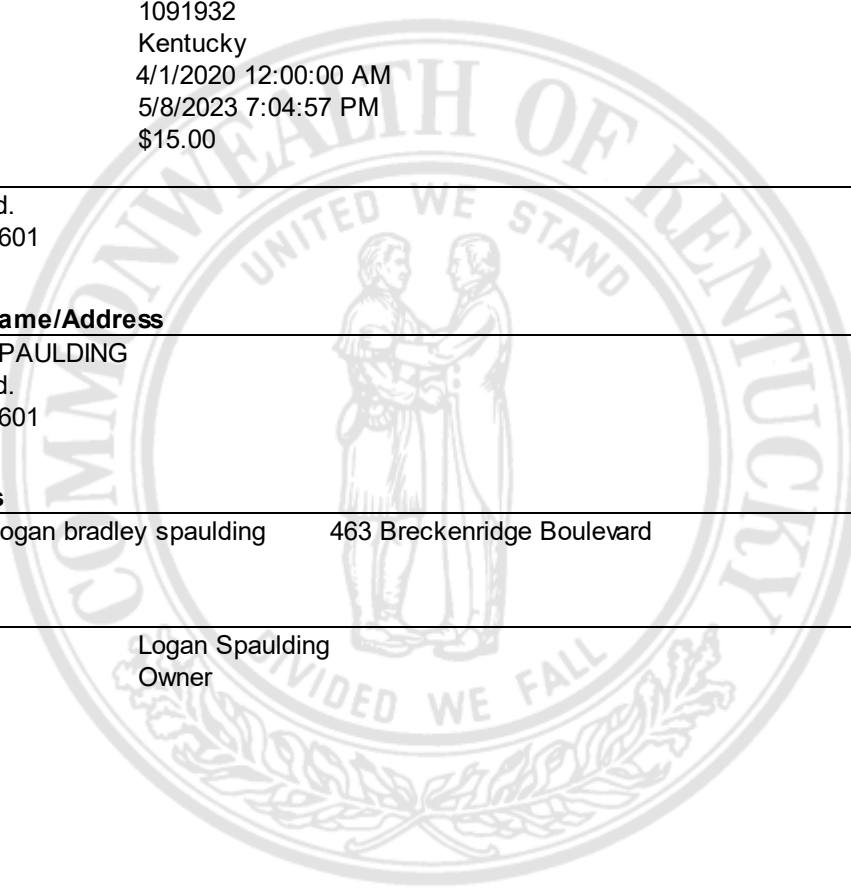 1091932
Kentucky
4/1/2020 12:00:00 AM
5/8/2023 7:04:57 PM
$15.00
d.
601
ame/Address
PAULDING
d.
601
s
ogan bradley spaulding 463 Breckenridge Boulevard
Logan Spaulding
Owner
COMMONWEALTH OF KENTUCKY
UNITED WE STAND
DIVIDED WE FALL